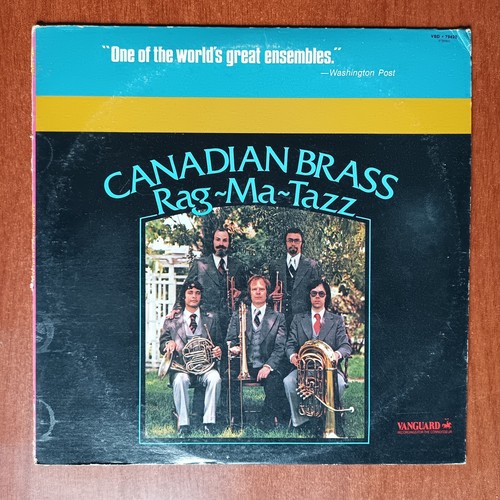 "One of the world's great ensembles."
—Washington Post
CANADIAN BRASS
Rag~Ma~Tazz
VANGUARD